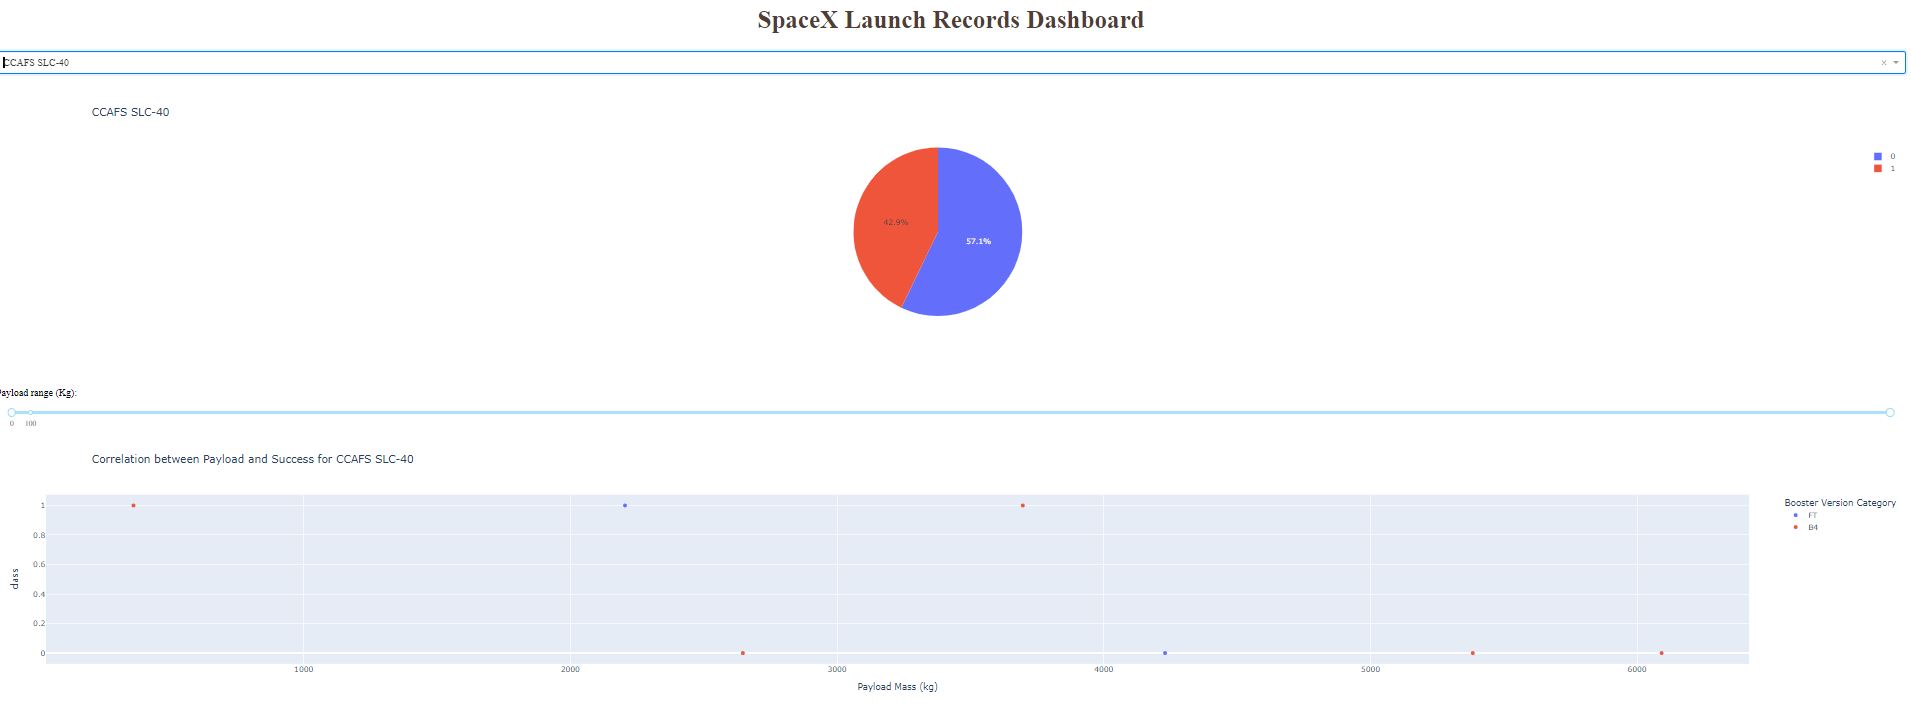 SpaceX Launch Records Dashboard
CCAFS SLC-40
CCAFS SLC-40
0
1
42.9%
57.1%
Payload range (Kg):
0 100
Correlation between Payload and Success for CCAFS SLC-40
Booster Version Category
FT
B4
1
0.8
0.6
0.4
0.2
0
class
1000 2000 3000 4000 5000 6000
Payload Mass (kg)